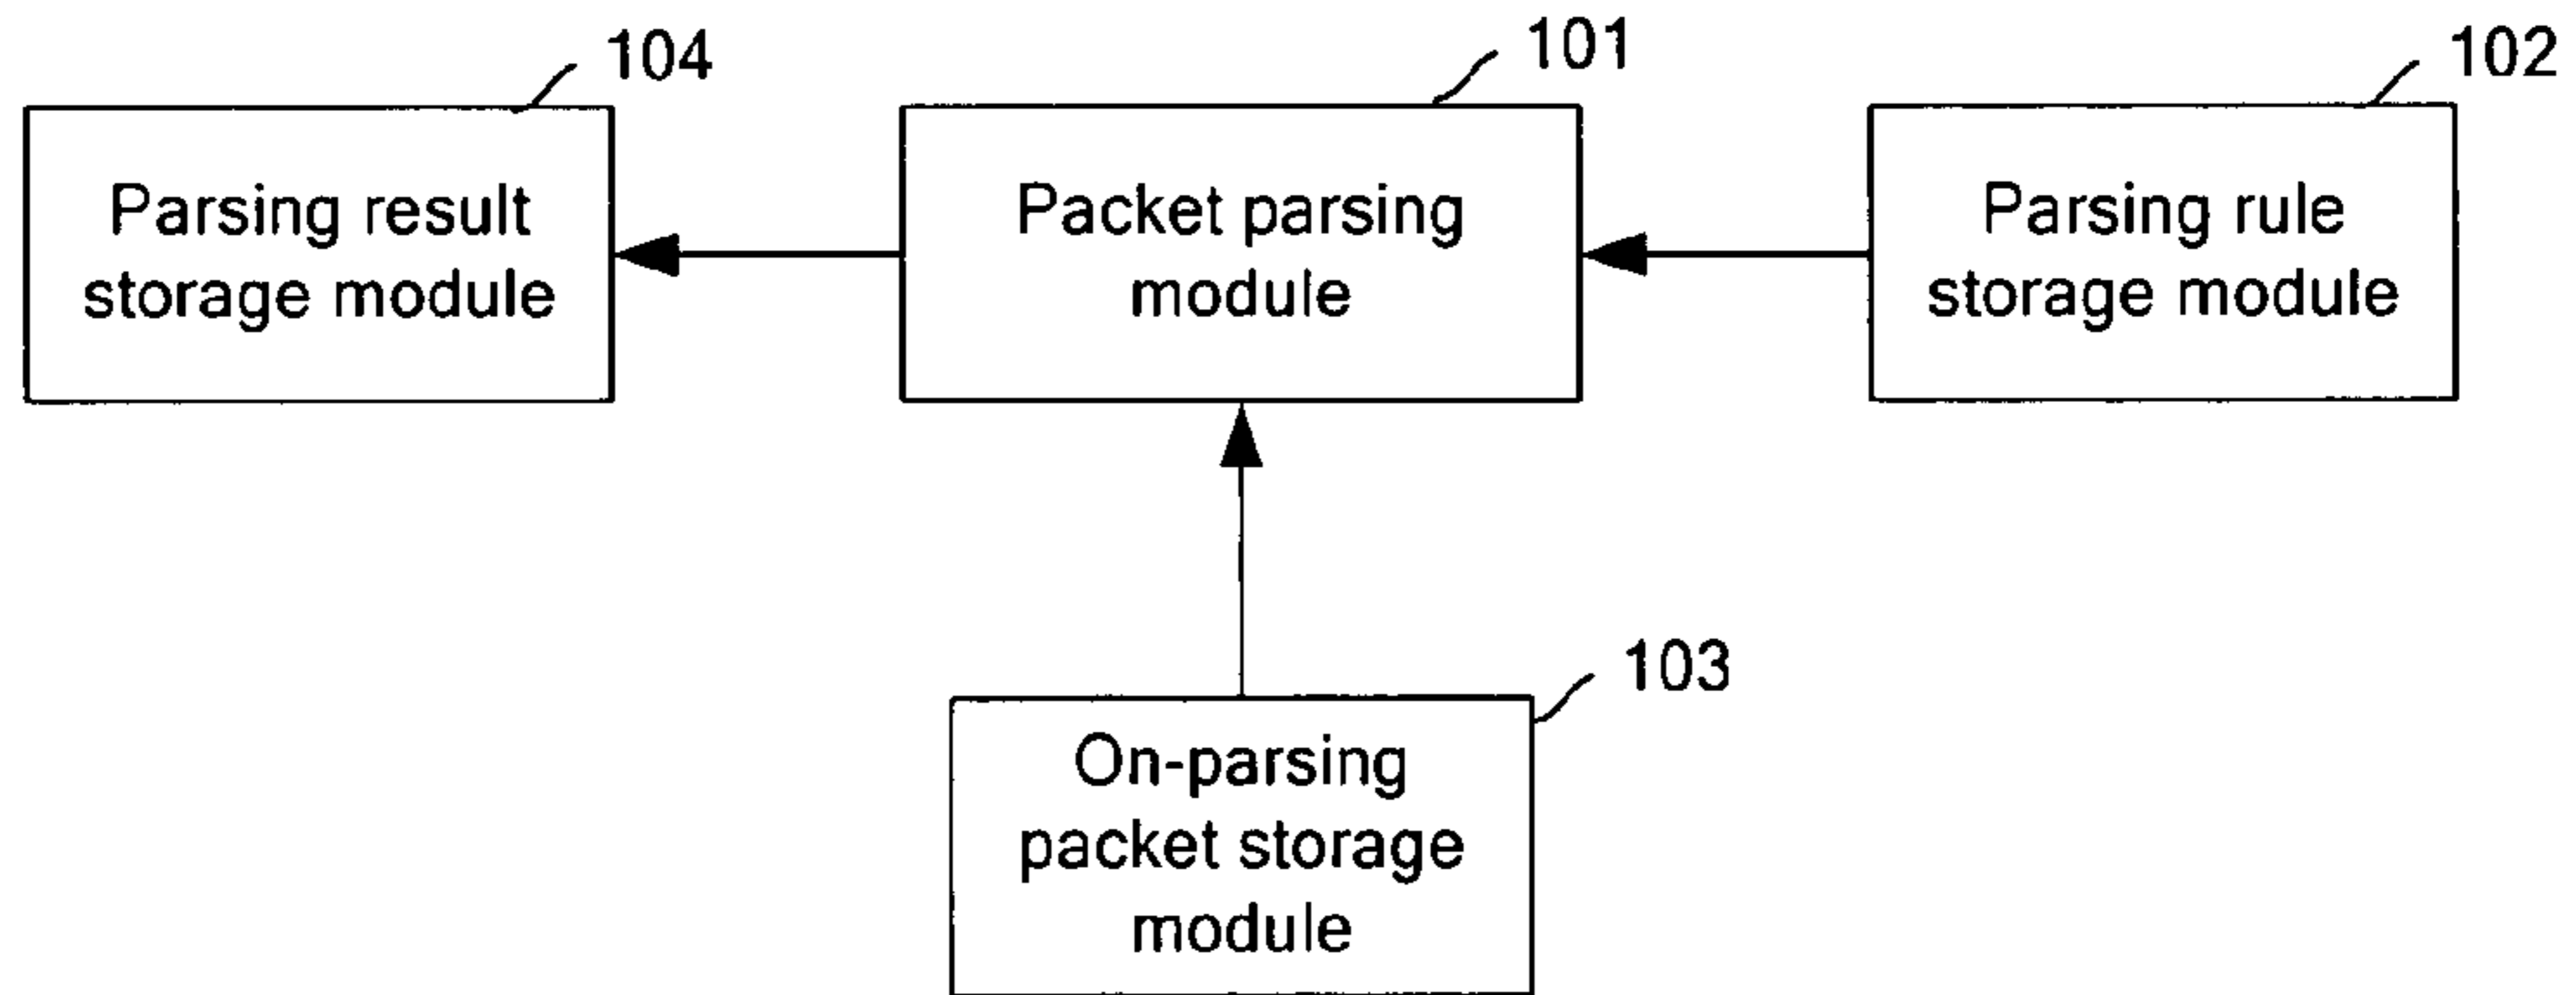 104
101
102
Parsing result
storage module
Packet parsing
module
Parsing rule
storage module
103
On-parsing
packet storage
module